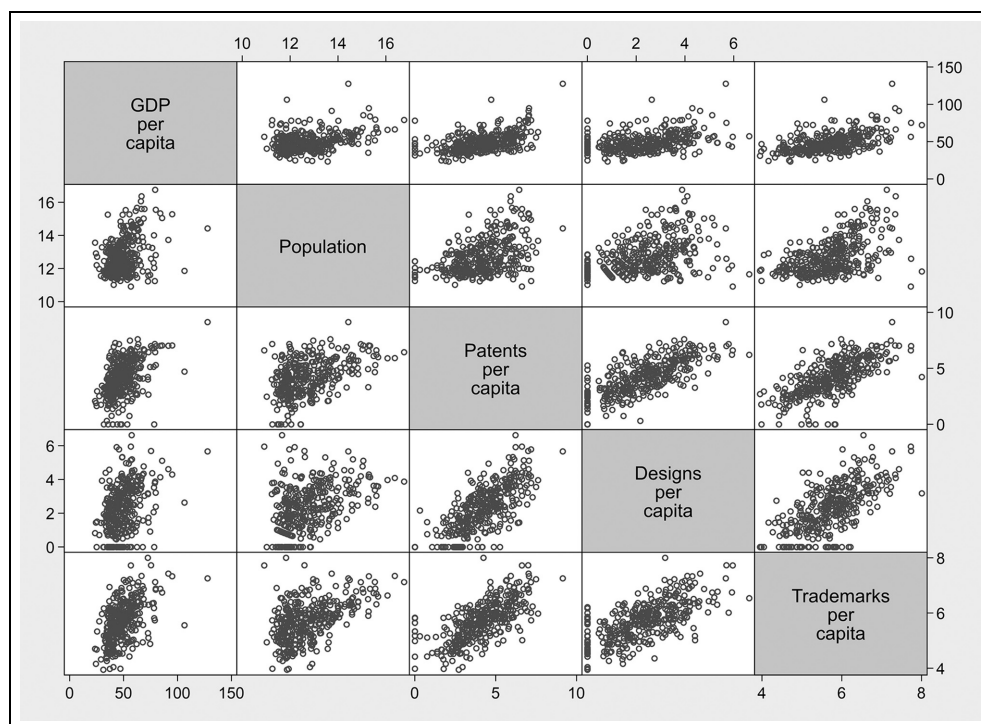 10 12 14 16 0 2 4 6
GDP
per
capita
150
100
50
0
16
14
12
10
Population
Patents
per
capita
10
5
0
6
4
2
0
Designs
per
capita
Trademarks
per
capita
8
6
4
0 50 100 150 0 5 10 4 6 8